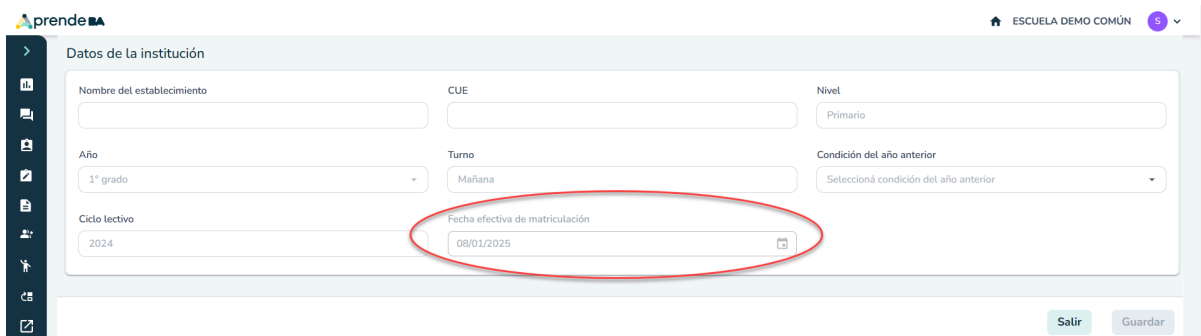 Aprende BA
ESCUELA DEMO COMÚN S
Datos de la institución
Nombre del establecimiento CUE Nivel
Primario
Año Turno Condición del año anterior
1° grado Mañana Seleccioná condición del año anterior
Ciclo lectivo Fecha efectiva de matriculación
2024 08/01/2025
Salir Guardar